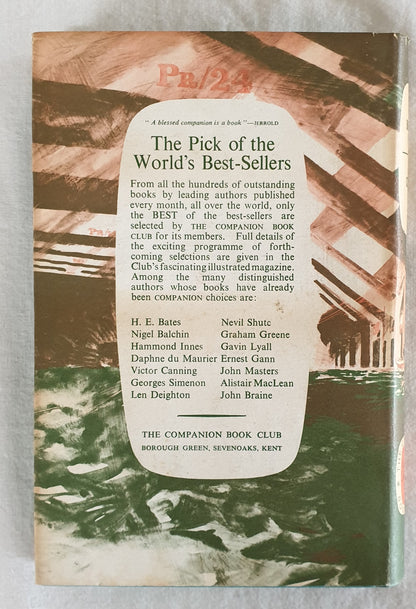 PR/24
" A blessed companion is a book "—JERROLD
The Pick of the
World's Best-Sellers
From all the hundreds of outstanding
books by leading authors published
every month, all over the world, only
the BEST of the best-sellers are
selected by THE COMPANION BOOK
CLUB for its members. Full details of
the exciting programme of forth-
coming selections are given in the
Club's fascinating illustrated magazine.
Among the many distinguished
authors whose books have already
been COMPANION choices are:
H. E. Bates Nevil Shute
Nigel Balchin Graham Greene
Hammond Innes Gavin Lyall
Daphne du Maurier Ernest Gann
Victor Canning John Masters
Georges Simenon Alistair MacLean
Len Deighton John Braine
THE COMPANION BOOK CLUB
BOROUGH GREEN, SEVENOAKS, KENT